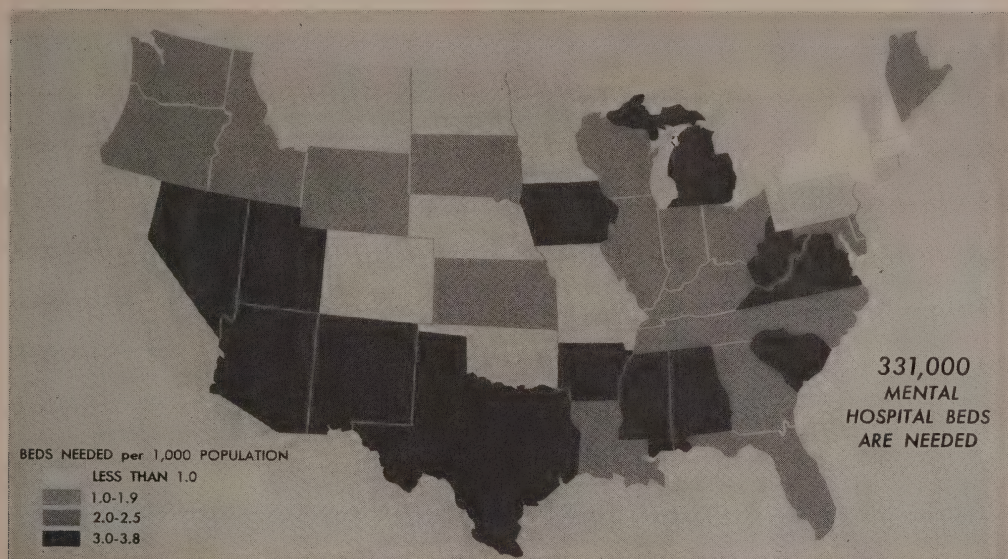 331,000
MENTAL
HOSPITAL BEDS
ARE NEEDED
BEDS NEEDED per 1,000 POPULATION
LESS THAN 1.0
1.0-1.9
2.0-2.5
3.0-3.8